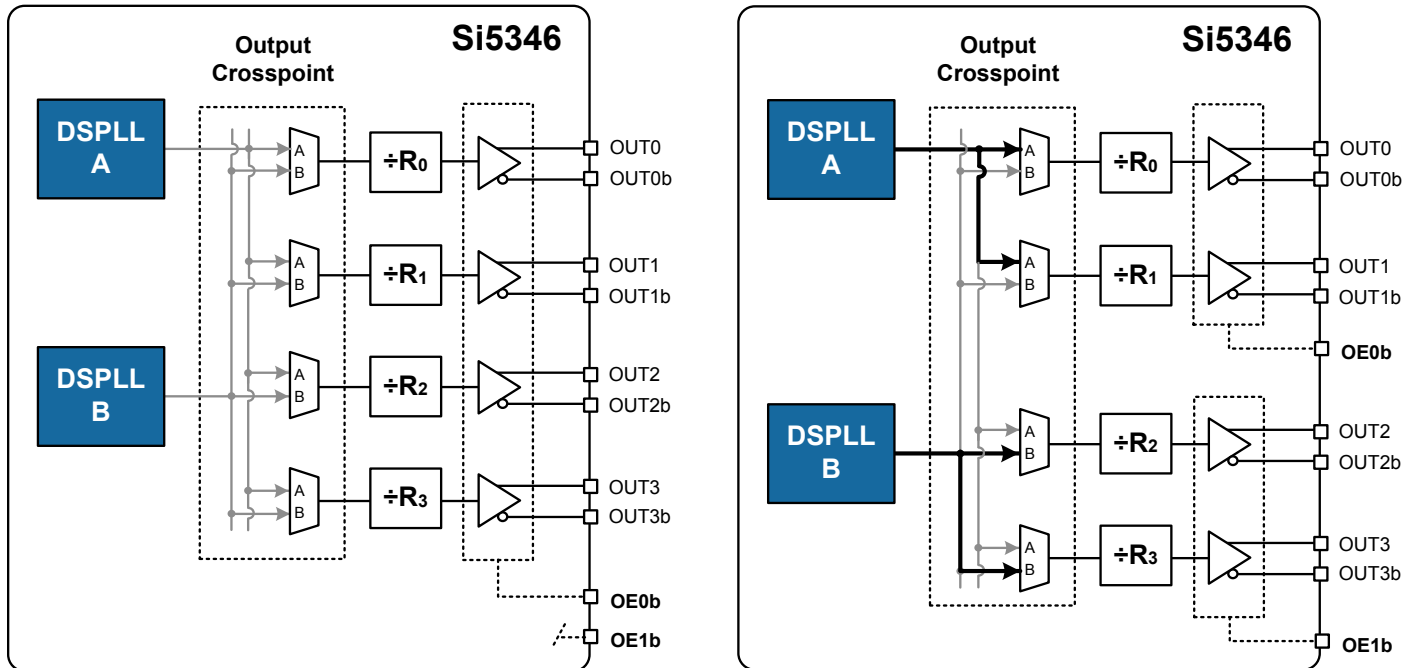 Si5346
Output
Crosspoint
DSPLL
A
A
B
÷R0
OUT0
OUT0b
A
B
÷R1
OUT1
OUT1b
DSPLL
B
A
B
÷R2
OUT2
OUT2b
A
B
÷R3
OUT3
OUT3b
OE0b
OE1b
Si5346
Output
Crosspoint
DSPLL
A
A
B
÷R0
OUT0
OUT0b
A
B
÷R1
OUT1
OUT1b
OE0b
DSPLL
B
A
B
÷R2
OUT2
OUT2b
A
B
÷R3
OUT3
OUT3b
OE1b